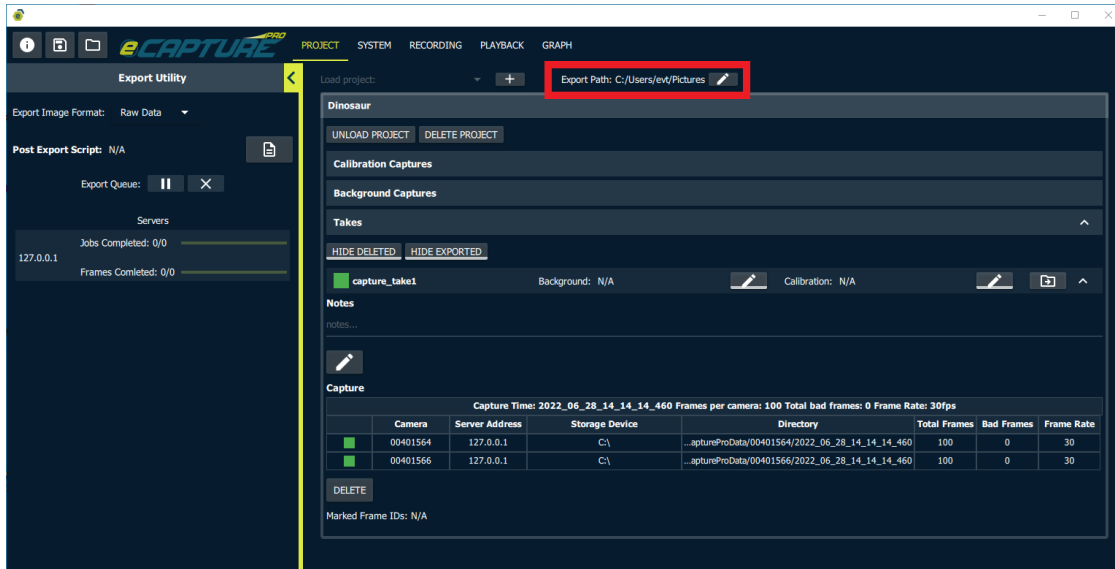 eCAPTURE PRO
PROJECT SYSTEM RECORDING PLAYBACK GRAPH
Export Utility
Export Image Format: Raw Data
Post Export Script: N/A
Export Queue:
Servers
127.0.0.1
Jobs Completed: 0/0
Frames Comleted: 0/0
Load project:
Export Path: C:/Users/evt/Pictures
Dinosaur
UNLOAD PROJECT DELETE PROJECT
Calibration Captures
Background Captures
Takes
HIDE DELETED HIDE EXPORTED
capture_take1 Background: N/A Calibration: N/A
Notes
notes...
Capture
Capture Time: 2022_06_28_14_14_14_460 Frames per camera: 100 Total bad frames: 0 Frame Rate: 30fps
Camera Server Address Storage Device Directory Total Frames Bad Frames Frame Rate
00401564 127.0.0.1 C:\ ...aptureProData/00401564/2022_06_28_14_14_14_460 100 0 30
00401566 127.0.0.1 C:\ ...aptureProData/00401566/2022_06_28_14_14_14_460 100 0 30
DELETE
Marked Frame IDs: N/A